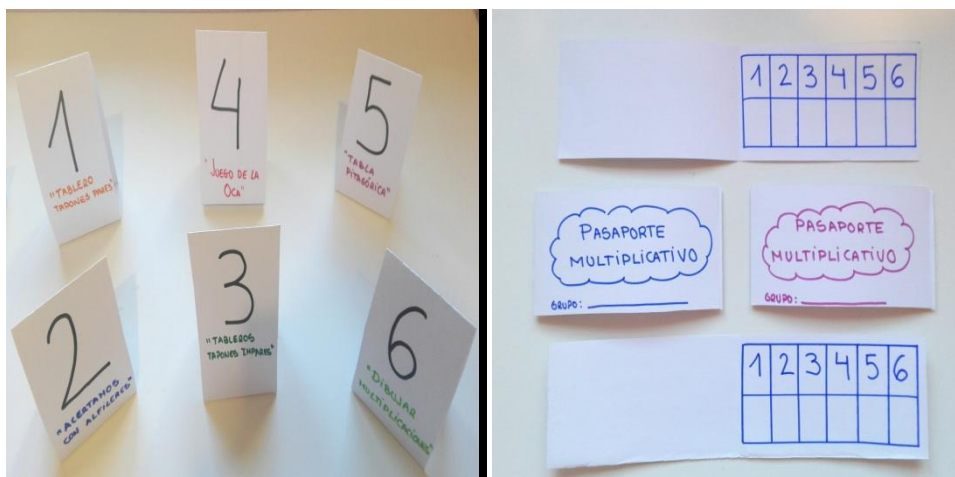 1
"TABLERO
TAPONES PARES"
4
"JUEGO DE LA
OCA"
5
"TABLA
PITAGÓRICA"
2
"ACERTAMOS
CON ALFILERES"
3
"TABLEROS
TAPONES IMPARES"
6
"DIBUJAR
MULTIPLICACIONES"
1 2 3 4 5 6
PASAPORTE
MULTIPLICATIVO
GRUPO:
PASAPORTE
MULTIPLICATIVO
GRUPO:
1 2 3 4 5 6